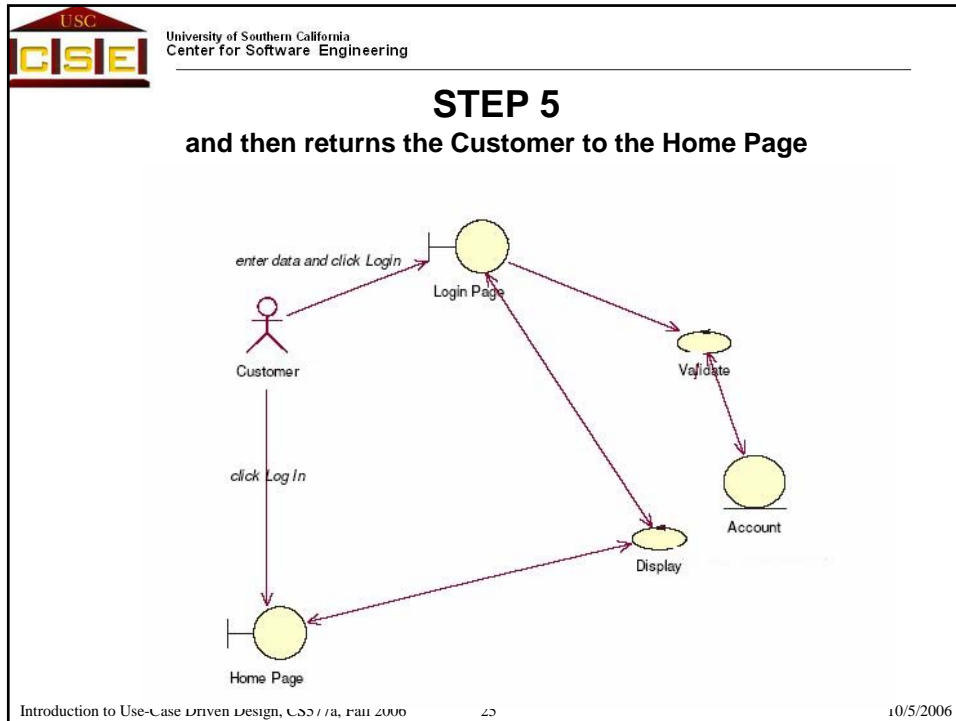 USC
CSE
University of Southern California
Center for Software Engineering
STEP 5
and then returns the Customer to the Home Page
enter data and click Login
Login Page
Customer
Validate
click Log In
Account
Display
Home Page
Introduction to Use-Case Driven Design, CS577a, Fall 2006 25 10/5/2006